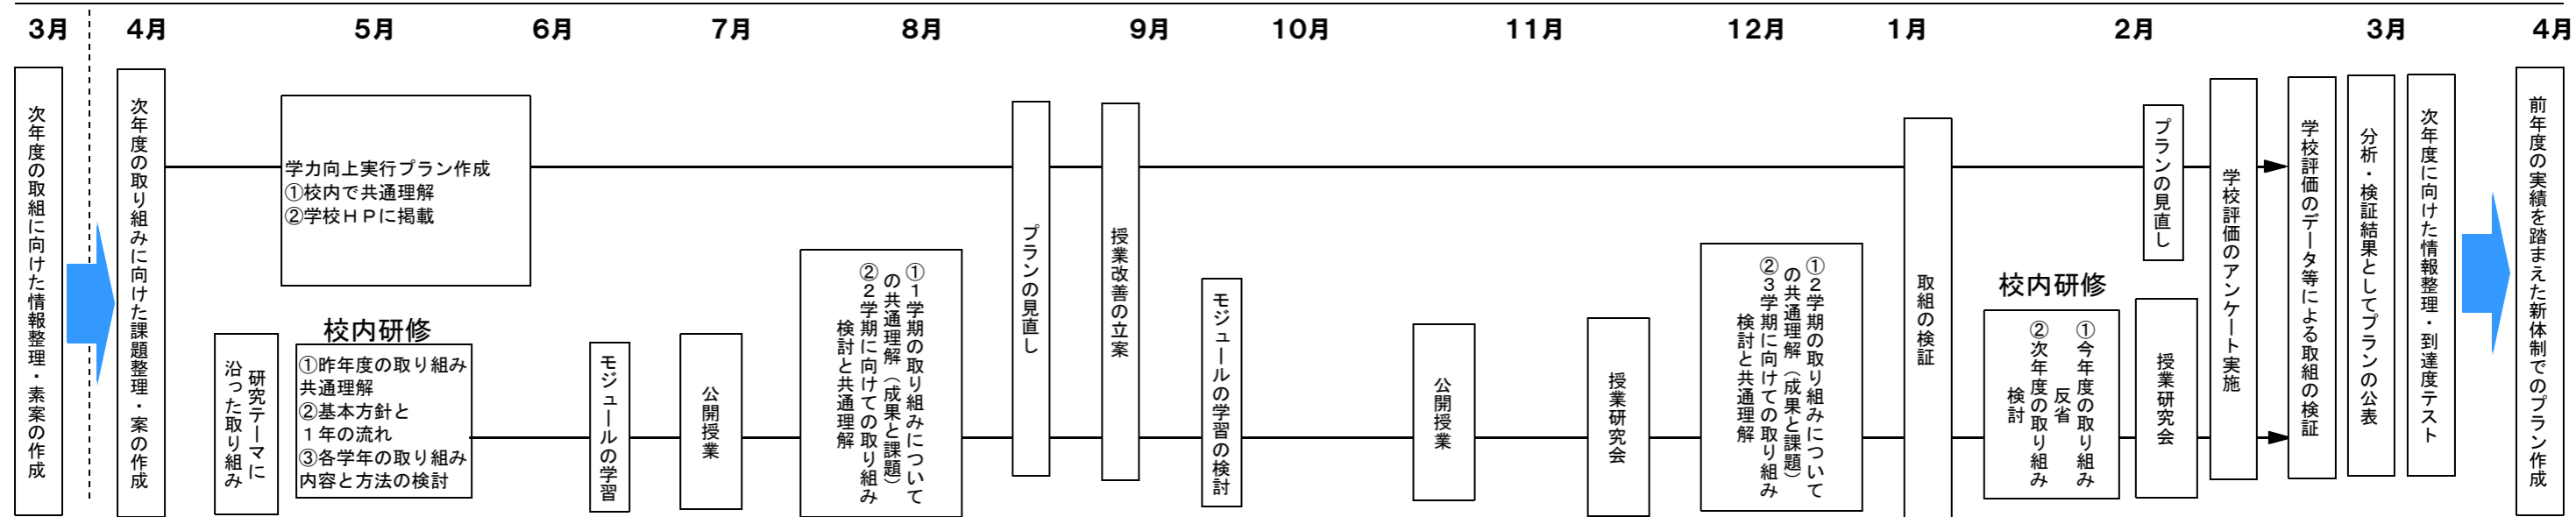 3月
4月
5月
6月
7月
8月
9月
10月
11月
12月
1月
2月
3月
4月
次年度の取組に向けた情報整理・素案の作成
次年度の取り組みに向けた課題整理・案の作成
学力向上実行プラン作成
①校内で共通理解
②学校ＨＰに掲載
研究テーマに
沿った取り組み
校内研修
①昨年度の取り組み
共通理解
②基本方針と
１年の流れ
③各学年の取り組み
内容と方法の検討
モジュールの学習
公開授業
①１学期の取り組みについて
の共通理解（成果と課題）
②２学期に向けての取り組み
検討と共通理解
プランの見直し
授業改善の立案
モジュールの学習の検討
公開授業
授業研究会
①２学期の取り組みについて
の共通理解（成果と課題）
②３学期に向けての取り組み
検討と共通理解
取組の検証
校内研修
①今年度の取り組み
反省
②次年度の取り組み
検討
プランの見直し
授業研究会
学校評価のアンケート実施
学校評価のデータ等による取組の検証
分析・検証結果としてプランの公表
次年度に向けた情報整理・到達度テスト
前年度の実績を踏まえた新体制でのプラン作成